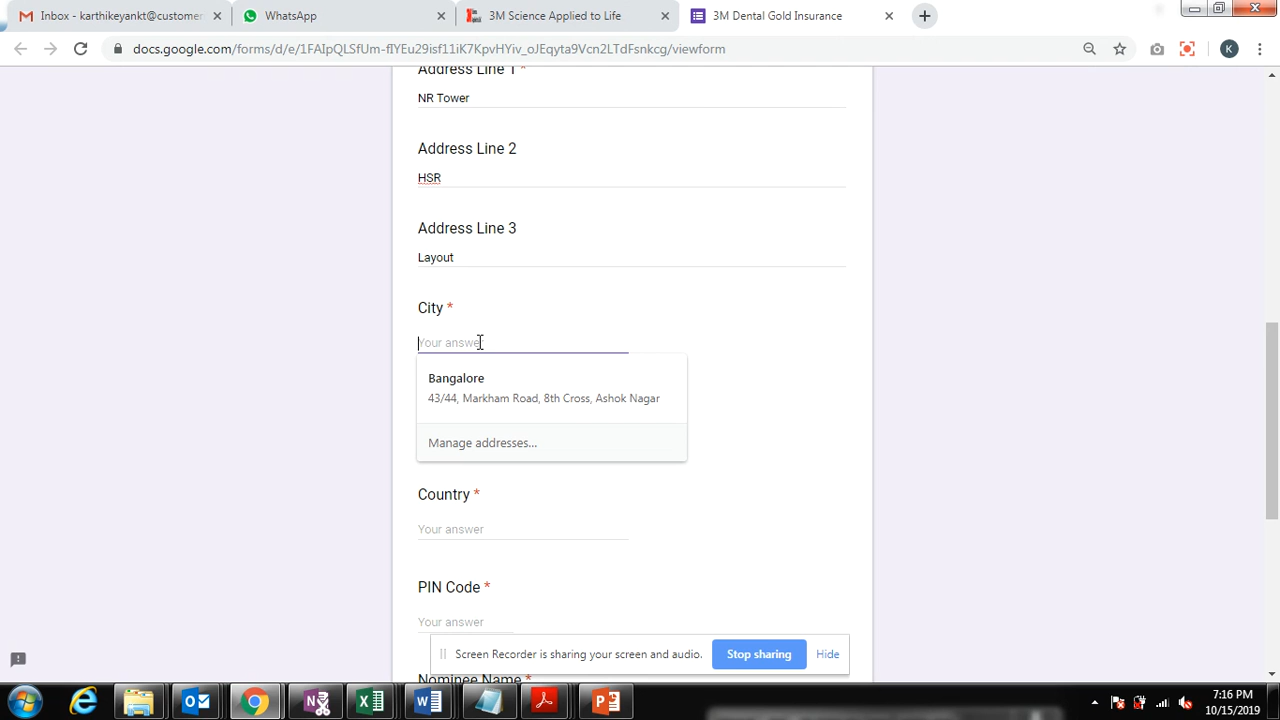 Inbox - karthikeyankt@customer
WhatsApp
3M Science Applied to Life
3M Dental Gold Insurance
docs.google.com/forms/d/e/1FAIpQLSfUm-flYEu29isf11iK7KpvHYiv_oJEqyta9Vcn2LTdFsnkcg/viewform
K
Address Line 1 *
NR Tower
Address Line 2
HSR
Address Line 3
Layout
City *
Your answe
Bangalore
43/44, Markham Road, 8th Cross, Ashok Nagar
Manage addresses...
Country *
Your answer
PIN Code *
Your answer
Screen Recorder is sharing your screen and audio.
Stop sharing
Hide
Nominee Name *
7:16 PM
10/15/2019